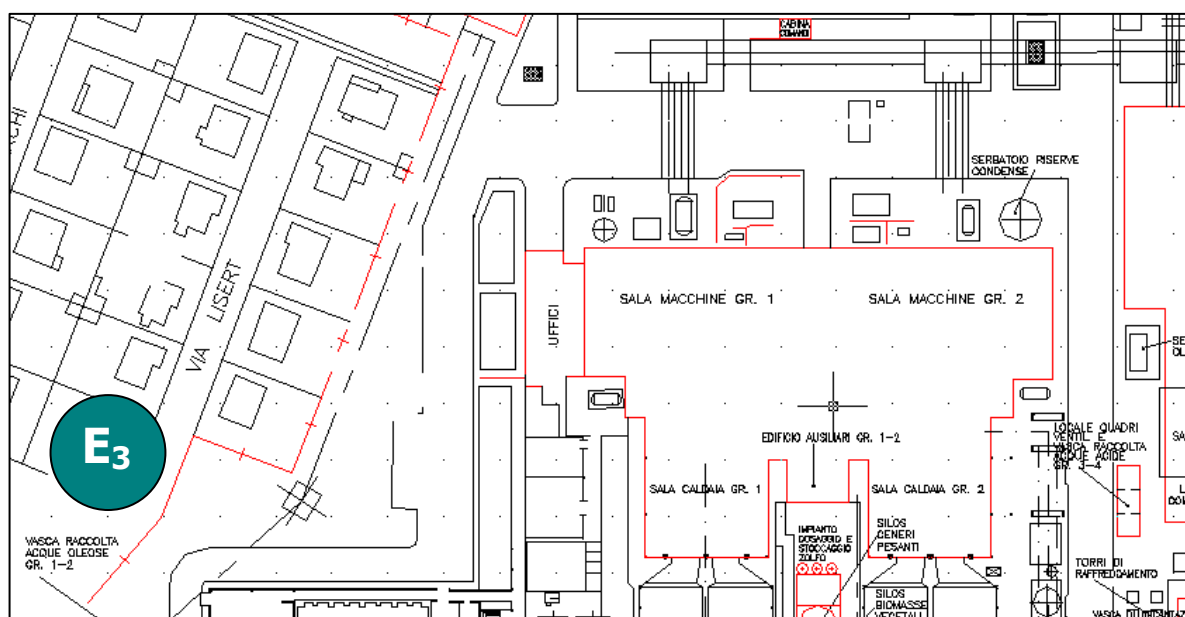 CABINA
COMANDI
SERBATOIO RISERVE
CONDENSE
SALA MACCHINE GR. 1
SALA MACCHINE GR. 2
UFFICI
VIA LISERT
E3
EDIFICIO AUSILIARI GR. 1-2
LOCALE QUADRI
VENTIL E
VASCA RACCOLTA
ACQUE ACIDE
GR. 3-4
SALA CALDAIA GR. 1
SALA CALDAIA GR. 2
IMPIANTO
DOSAGGIO E
STOCCAGGIO
ZOLFO
SILOS
CENERI
PESANTI
VASCA RACCOLTA
ACQUE OLEOSE
GR. 1-2
TORRI DI
RAFFREDDAMENTO
SILOS
BIOMASSE
VEGETALI